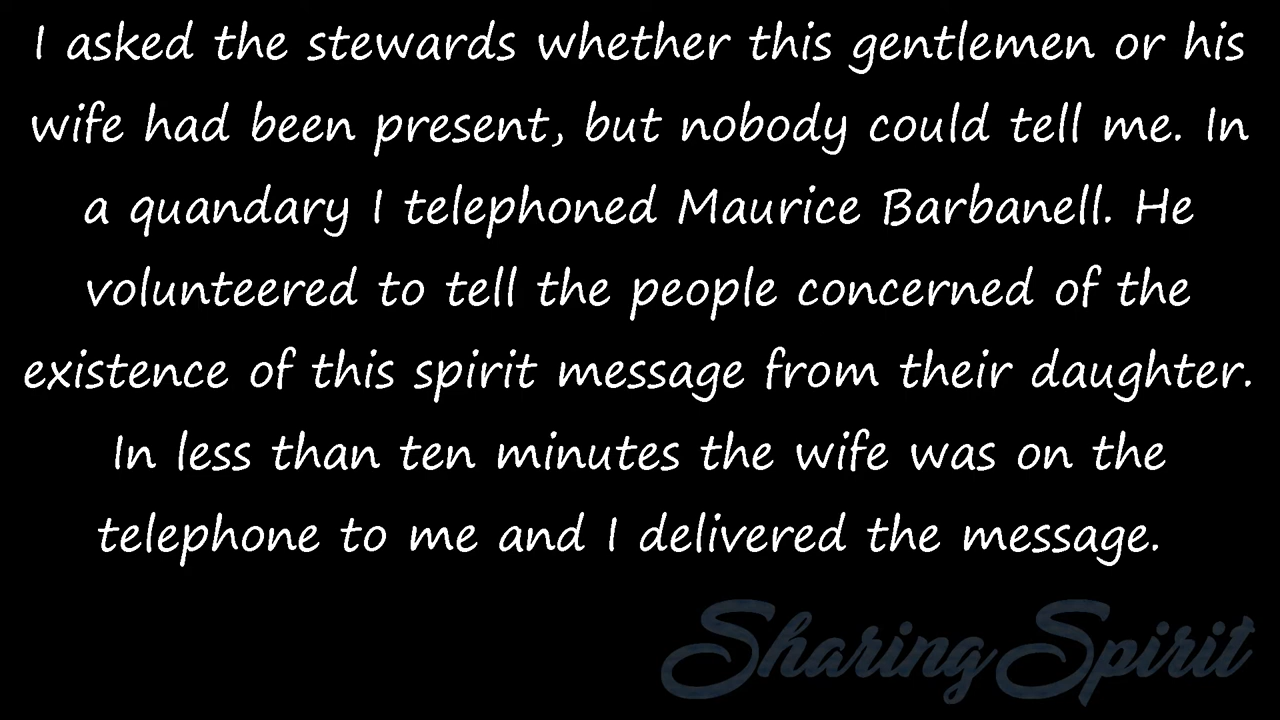 I asked the stewards whether this gentlemen or his
wife had been present, but nobody could tell me. In
a quandary I telephoned Maurice Barbanell. He
volunteered to tell the people concerned of the
existence of this spirit message from their daughter.
In less than ten minutes the wife was on the
telephone to me and I delivered the message.
Sharing Spirit